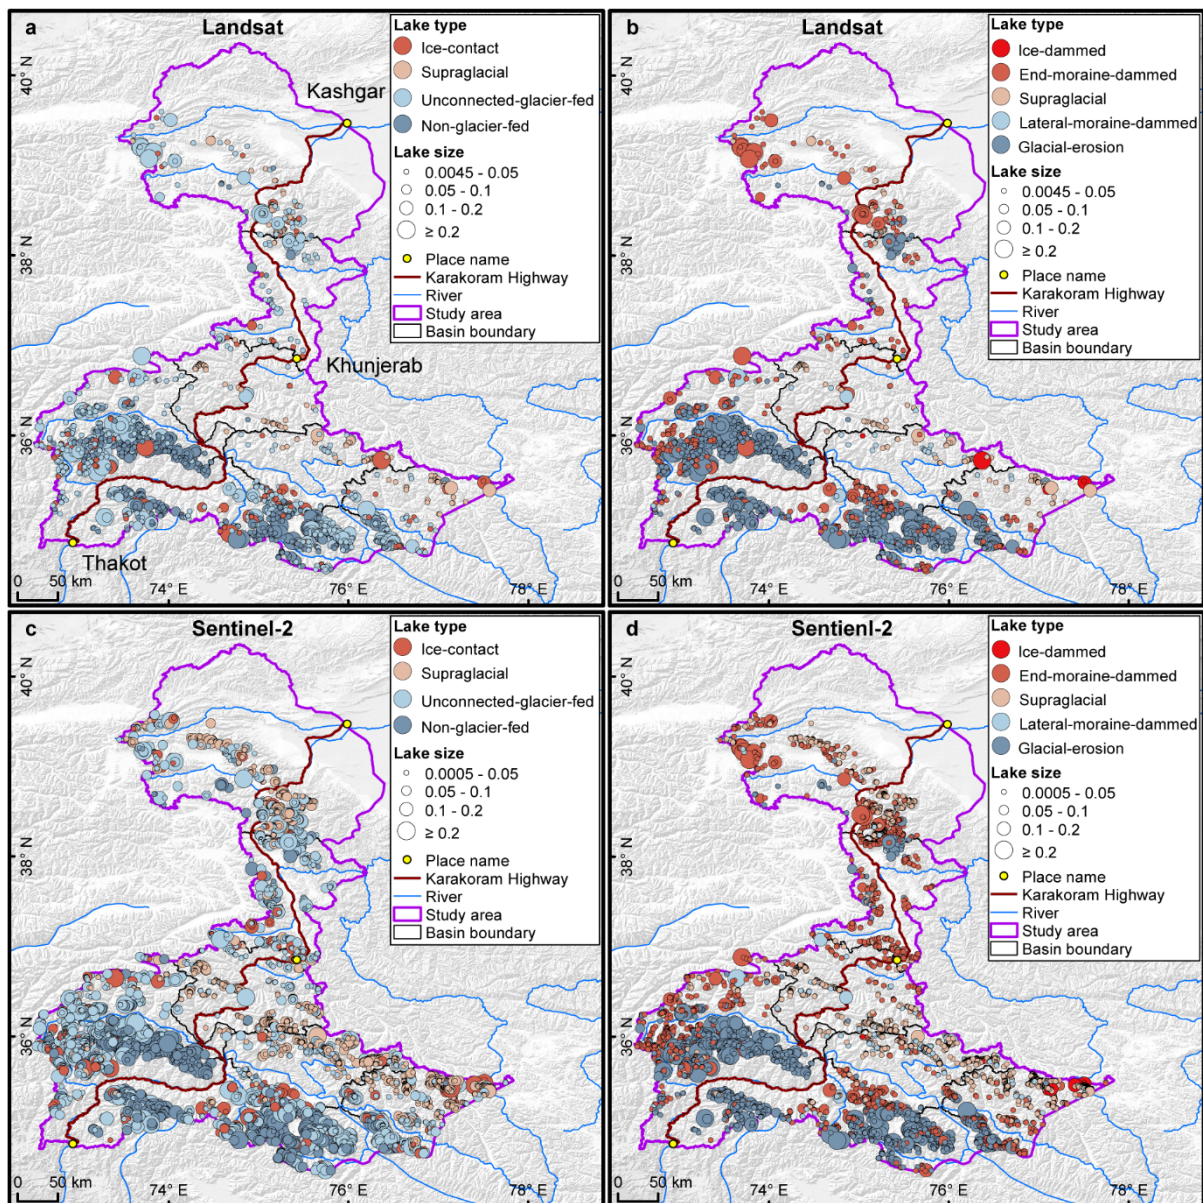 a
Landsat
Lake type
Ice-contact
Supraglacial
Unconnected-glacier-fed
Non-glacier-fed
Lake size
0.0045 - 0.05
0.05 - 0.1
0.1 - 0.2
≥ 0.2
Place name
Karakoram Highway
River
Study area
Basin boundary
40° N
38° N
36° N
Kashgar
Khunjerab
Thakot
0 50 km
74° E
76° E
78° E
b
Landsat
Lake type
Ice-dammed
End-moraine-dammed
Supraglacial
Lateral-moraine-dammed
Glacial-erosion
Lake size
0.0045 - 0.05
0.05 - 0.1
0.1 - 0.2
≥ 0.2
Place name
Karakoram Highway
River
Study area
Basin boundary
40° N
38° N
36° N
0 50 km
74° E
76° E
78° E
c
Sentinel-2
Lake type
Ice-contact
Supraglacial
Unconnected-glacier-fed
Non-glacier-fed
Lake size
0.0005 - 0.05
0.05 - 0.1
0.1 - 0.2
≥ 0.2
Place name
Karakoram Highway
River
Study area
Basin boundary
40° N
38° N
36° N
0 50 km
74° E
76° E
78° E
d
Sentienl-2
Lake type
Ice-dammed
End-moraine-dammed
Supraglacial
Lateral-moraine-dammed
Glacial-erosion
Lake size
0.0005 - 0.05
0.05 - 0.1
0.1 - 0.2
≥ 0.2
Place name
Karakoram Highway
River
Study area
Basin boundary
40° N
38° N
36° N
0 50 km
74° E
76° E
78° E